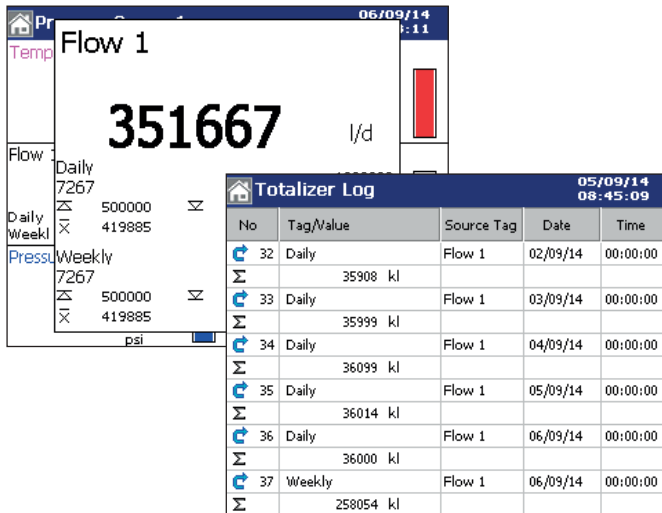 06/09/14
Flow 1
351667 l/d
Daily
7267
500000
x 419885
Weekly
7267
500000
x 419885
Temp
Flow
Daily
Weekl
psi
Totalizer Log 05/09/14
08:45:09
No Tag/Value Source Tag Date Time
32 Daily Flow 1 02/09/14 00:00:00
Σ 35908 kl
33 Daily Flow 1 03/09/14 00:00:00
Σ 35999 kl
34 Daily Flow 1 04/09/14 00:00:00
Σ 36099 kl
35 Daily Flow 1 05/09/14 00:00:00
Σ 36014 kl
36 Daily Flow 1 06/09/14 00:00:00
Σ 36000 kl
37 Weekly Flow 1 06/09/14 00:00:00
Σ 258054 kl